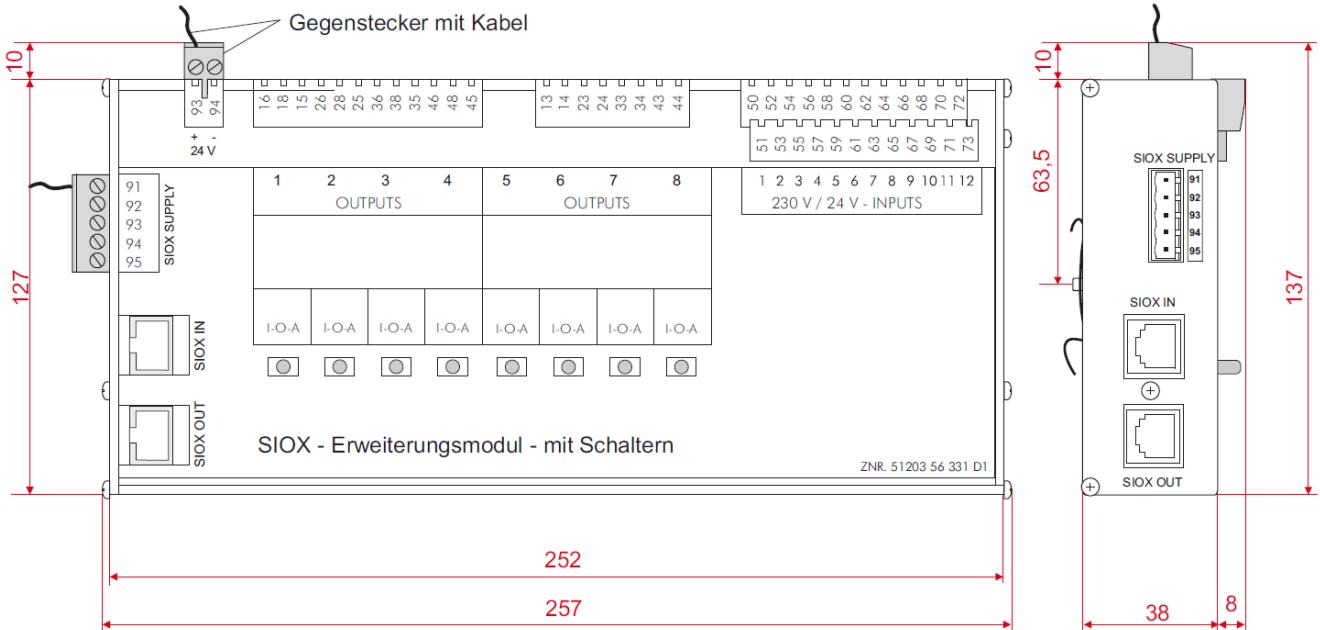 Gegenstecker mit Kabel
10
93 94
+ -
24 V
16 18 15 26 28 25 36 38 35 46 48 45
13 14 23 24 33 34 43 44
50 52 54 56 58 60 62 64 66 68 70 72
51 53 55 57 59 61 63 65 67 69 71 73
1 2 3 4 5 6 7 8
OUTPUTS OUTPUTS
1 2 3 4 5 6 7 8 9 10 11 12
230 V / 24 V - INPUTS
91
92
93
94
95
SIOX SUPPLY
127
I-O-A I-O-A I-O-A I-O-A I-O-A I-O-A I-O-A I-O-A
SIOX IN
SIOX OUT
SIOX - Erweiterungsmodul - mit Schaltern
ZNR. 51203 56 331 D1
252
257
10
63,5
SIOX SUPPLY
91
92
93
94
95
SIOX IN
SIOX OUT
137
38
8